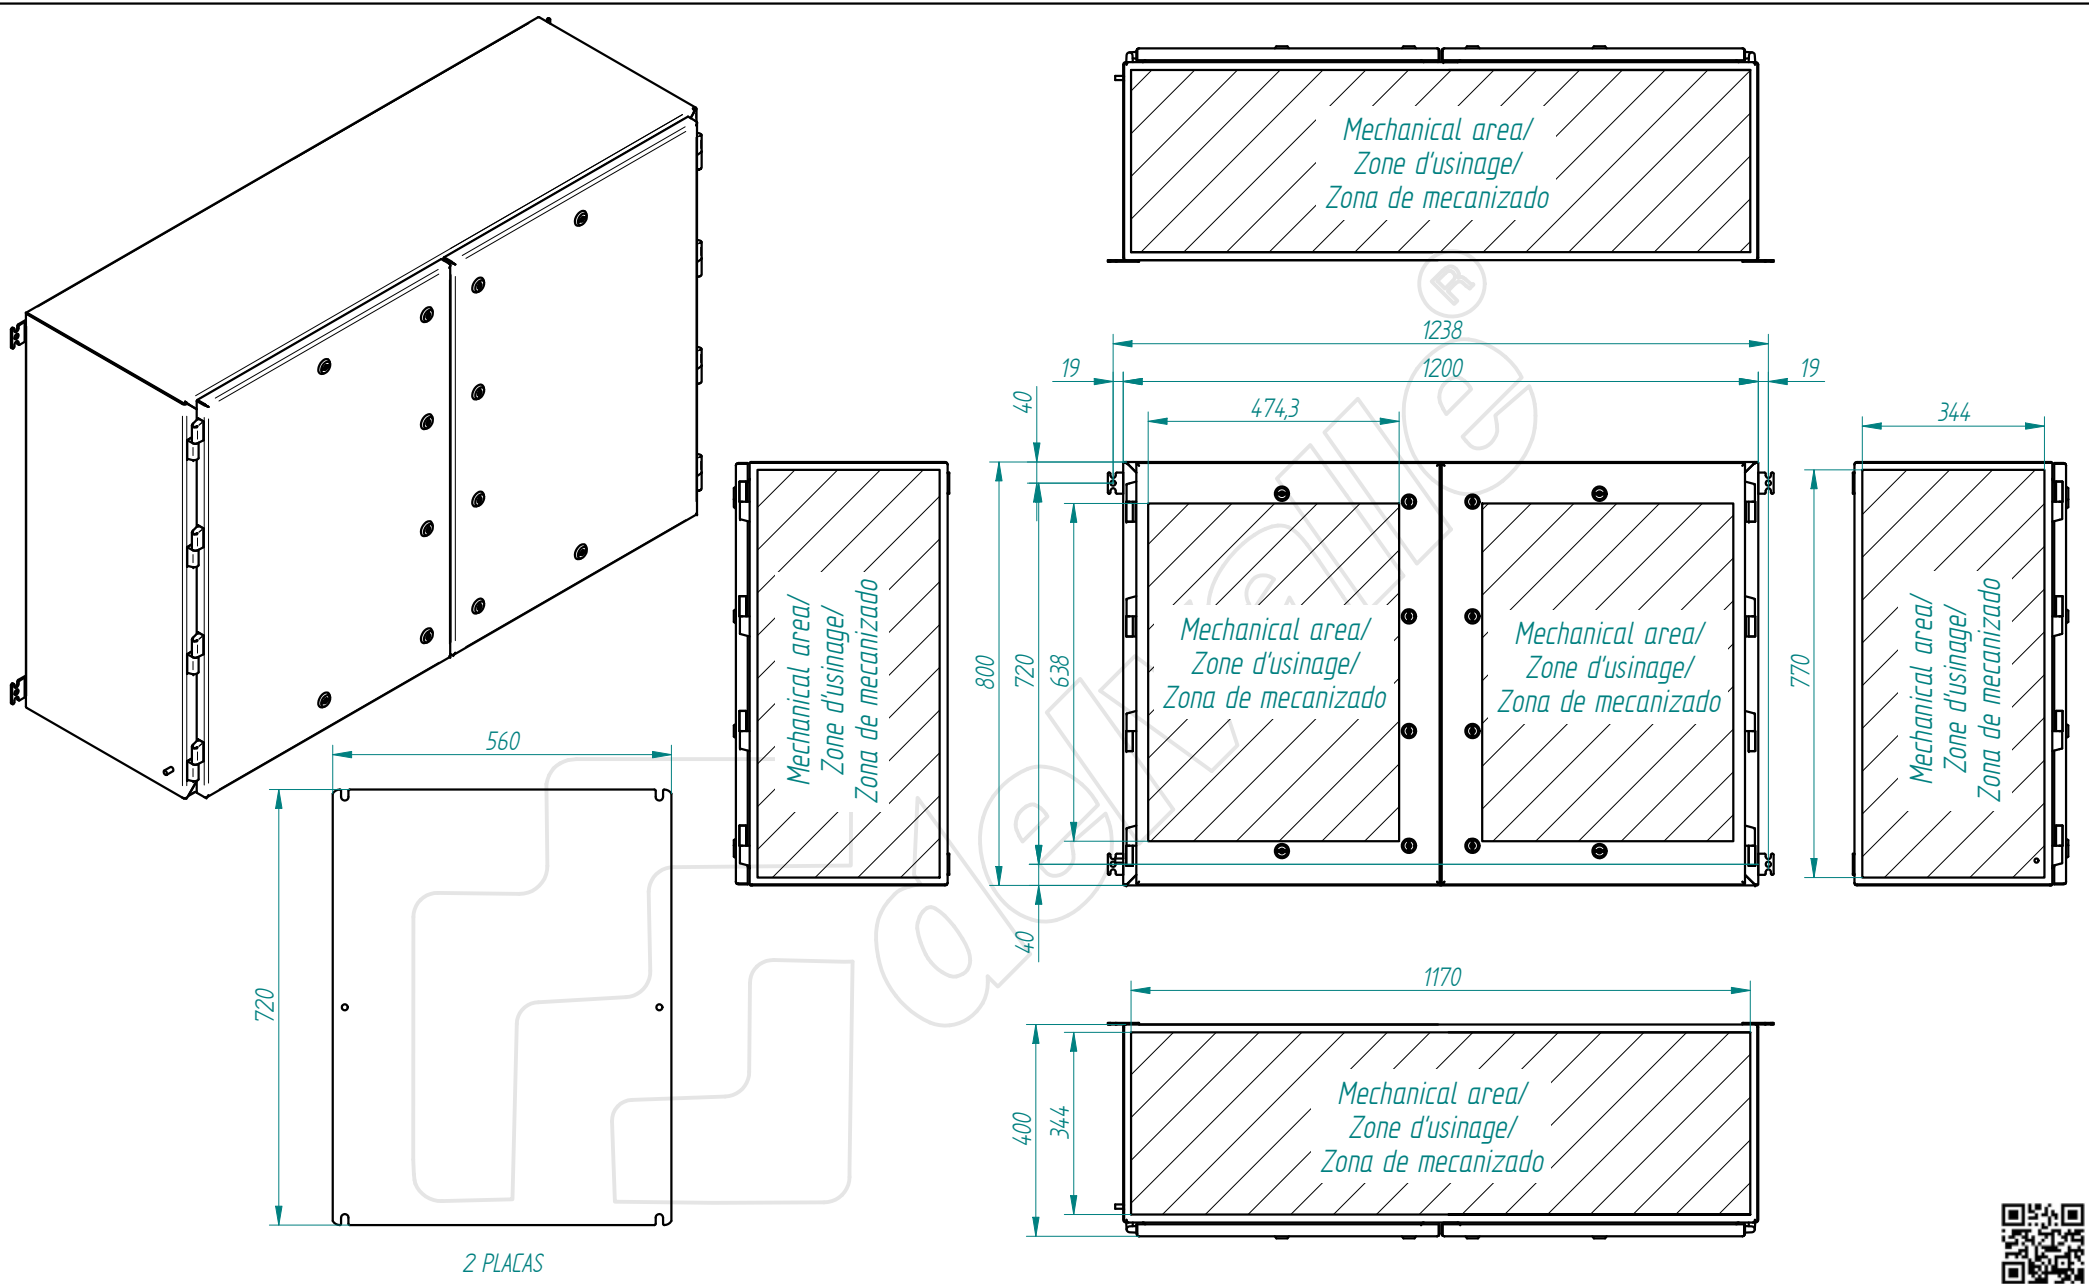 Mechanical area/
Zone d'usinage/
Zona de mecanizado
1238
19
1200
19
40
474,3
344
800
720
638
Mechanical area/
Zone d'usinage/
Zona de mecanizado
Mechanical area/
Zone d'usinage/
Zona de mecanizado
Mechanical area/
Zone d'usinage/
Zona de mecanizado
770
Mechanical area/
Zone d'usinage/
Zona de mecanizado
40
560
720
2 PLACAS
1170
400
344
Mechanical area/
Zone d'usinage/
Zona de mecanizado
delvalle®